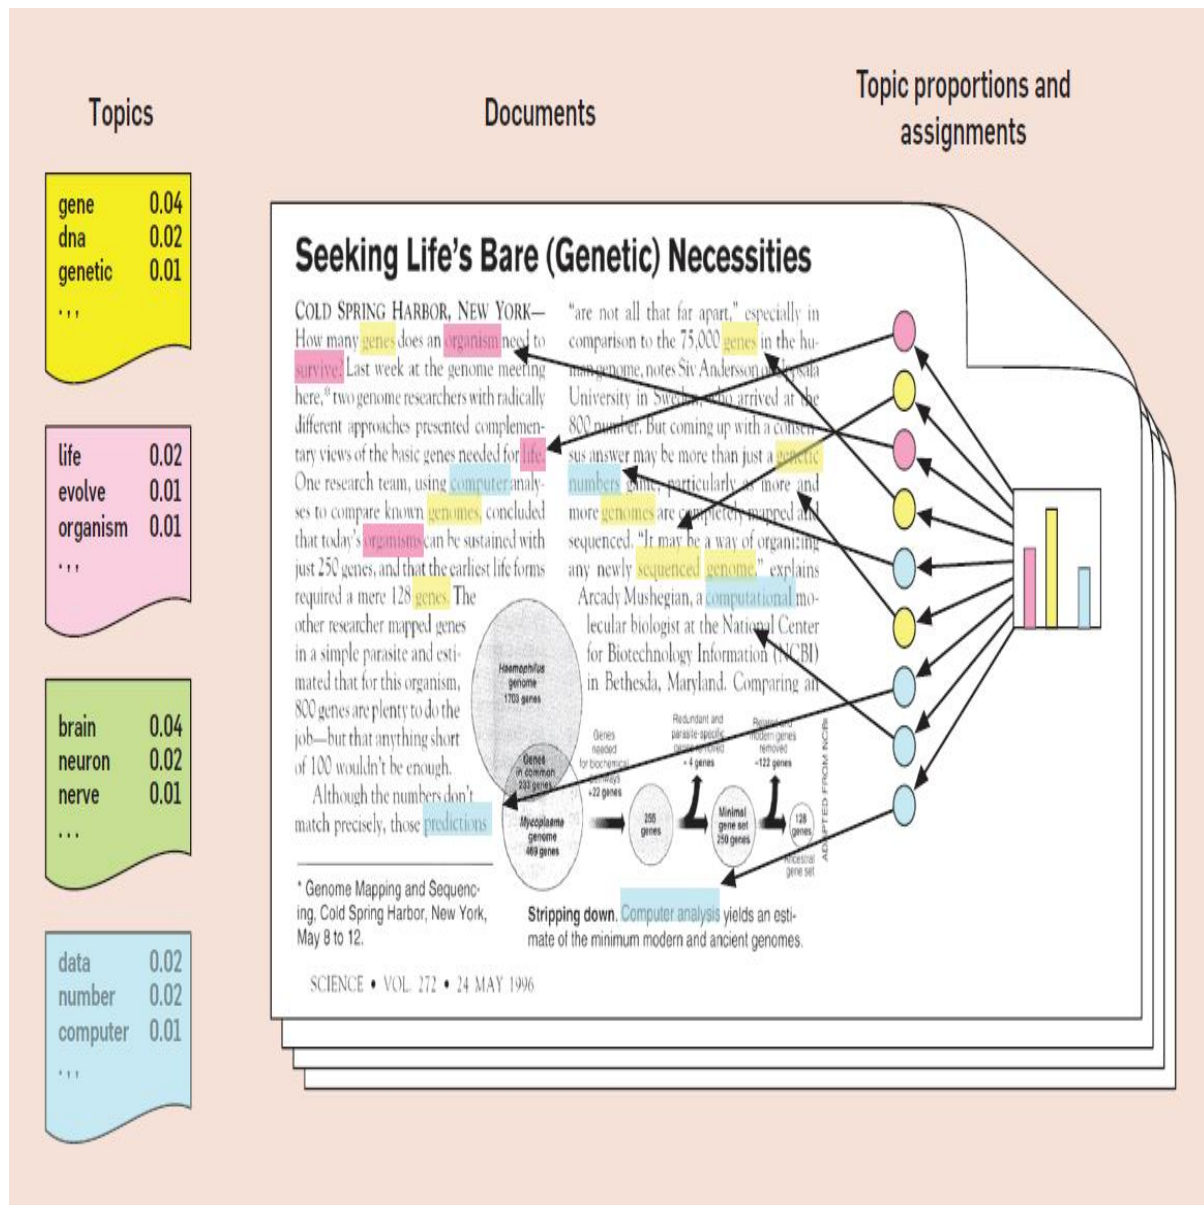 Topics
Documents
Topic proportions and
assignments
gene 0.04
dna 0.02
genetic 0.01
. . .
life 0.02
evolve 0.01
organism 0.01
. . .
brain 0.04
neuron 0.02
nerve 0.01
. . .
data 0.02
number 0.02
computer 0.01
. . .
Seeking Life's Bare (Genetic) Necessities
COLD SPRING HARBOR, NEW YORK—
How many genes does an organism need to
survive? Last week at the genome meeting
here,* two genome researchers with radically
different approaches presented complemen-
tary views of the basic genes needed for life.
One research team, using computer analy-
ses to compare known genomes, concluded
that today's organisms can be sustained with
just 250 genes, and that the earliest life forms
required a mere 128 genes. The
other researcher mapped genes
in a simple parasite and esti-
mated that for this organism,
800 genes are plenty to do the
job—but that anything short
of 100 wouldn't be enough.
Although the numbers don't
match precisely, those predictions
* Genome Mapping and Sequenc-
ing, Cold Spring Harbor, New York,
May 8 to 12.
"are not all that far apart," especially in
comparison to the 75,000 genes in the hu-
man genome, notes Siv Andersson of Uppsala
University in Sweden, who arrived at the
800 number. But coming up with a consen-
sus answer may be more than just a genetic
numbers game, particularly as more and
more genomes are completely mapped and
sequenced. "It may be a way of organizing
any newly sequenced genome," explains
Arcady Mushegian, a computational mo-
lecular biologist at the National Center
for Biotechnology Information (NCBI)
in Bethesda, Maryland. Comparing an
Haemophilus
genome
1703 genes
Genes
in common
233 genes
Mycoplasma
genome
469 genes
Genes
needed
for biochemical
pathways
+22 genes
255
genes
Redundant and
parasite-specific
genes removed
– 4 genes
Minimal
gene set
250 genes
Related and
modern genes
removed
–122 genes
128
genes
Ancestral
gene set
ADAPTED FROM NCBI
Stripping down. Computer analysis yields an esti-
mate of the minimum modern and ancient genomes.
SCIENCE • VOL. 272 • 24 MAY 1996